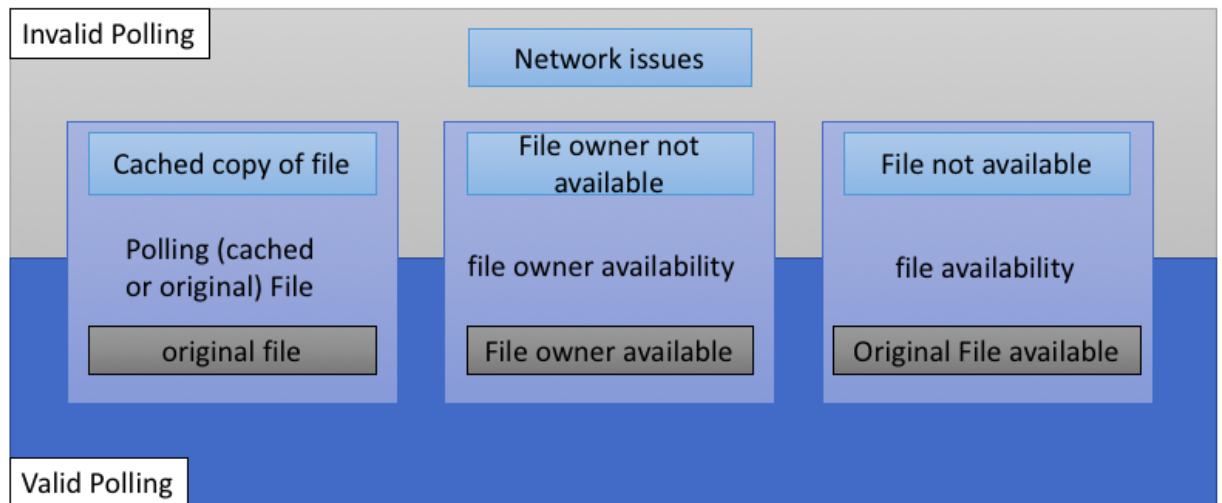 Invalid Polling
Network issues
Cached copy of file
File owner not
available
File not available
Polling (cached
or original) File
file owner availability
file availability
original file
File owner available
Original File available
Valid Polling